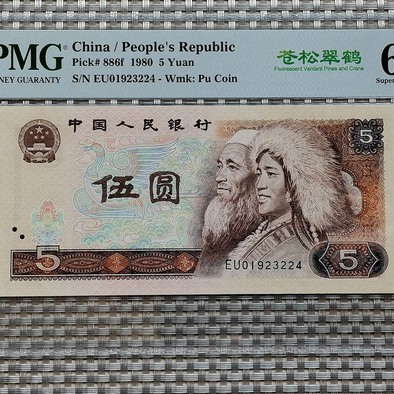 PMG China / People's Republic 苍松翠鹤 6
NEY GUARANTY Pick# 886f 1980 5 Yuan Fluorescent Verdant Pines and Crane Super
S/N EU01923224 - Wmk: Pu Coin
中国人民银行
5
伍圆
5
EU01923224
5